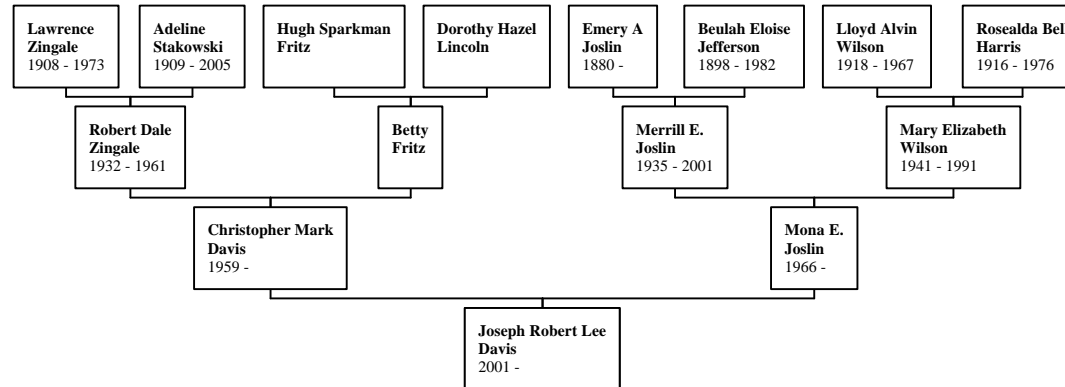 Lawrence
Zingale
1908 - 1973
Adeline
Stakowski
1909 - 2005
Hugh Sparkman
Fritz
Dorothy Hazel
Lincoln
Emery A
Joslin
1880 -
Beulah Eloise
Jefferson
1898 - 1982
Lloyd Alvin
Wilson
1918 - 1967
Rosealda Bell
Harris
1916 - 1976
Robert Dale
Zingale
1932 - 1961
Betty
Fritz
Merrill E.
Joslin
1935 - 2001
Mary Elizabeth
Wilson
1941 - 1991
Christopher Mark
Davis
1959 -
Mona E.
Joslin
1966 -
Joseph Robert Lee
Davis
2001 -